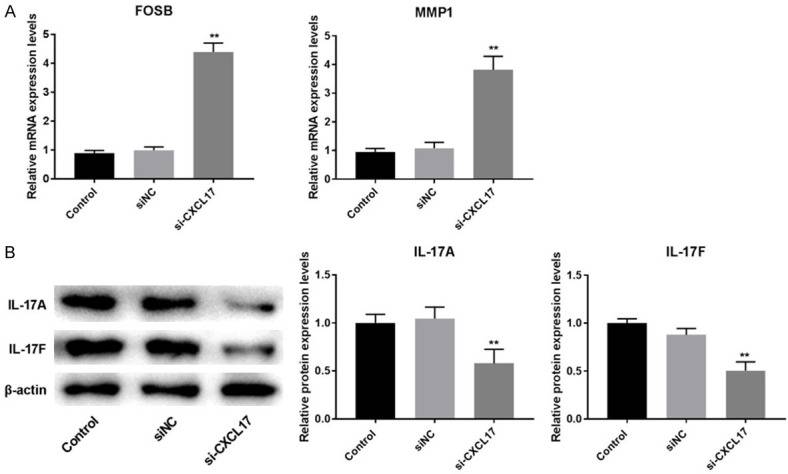 A
FOSB
Relative mRNA expression levels
5
4
3
2
1
0
**
Control
siNC
si-CXCL17
MMP1
Relative mRNA expression levels
5
4
3
2
1
0
**
Control
siNC
si-CXCL17
B
IL-17A
IL-17F
β-actin
Control
siNC
si-CXCL17
IL-17A
Relative protein expression levels
1.5
1.0
0.5
0.0
**
Control
siNC
si-CXCL17
IL-17F
Relative protein expression levels
1.5
1.0
0.5
0.0
**
Control
siNC
si-CXCL17